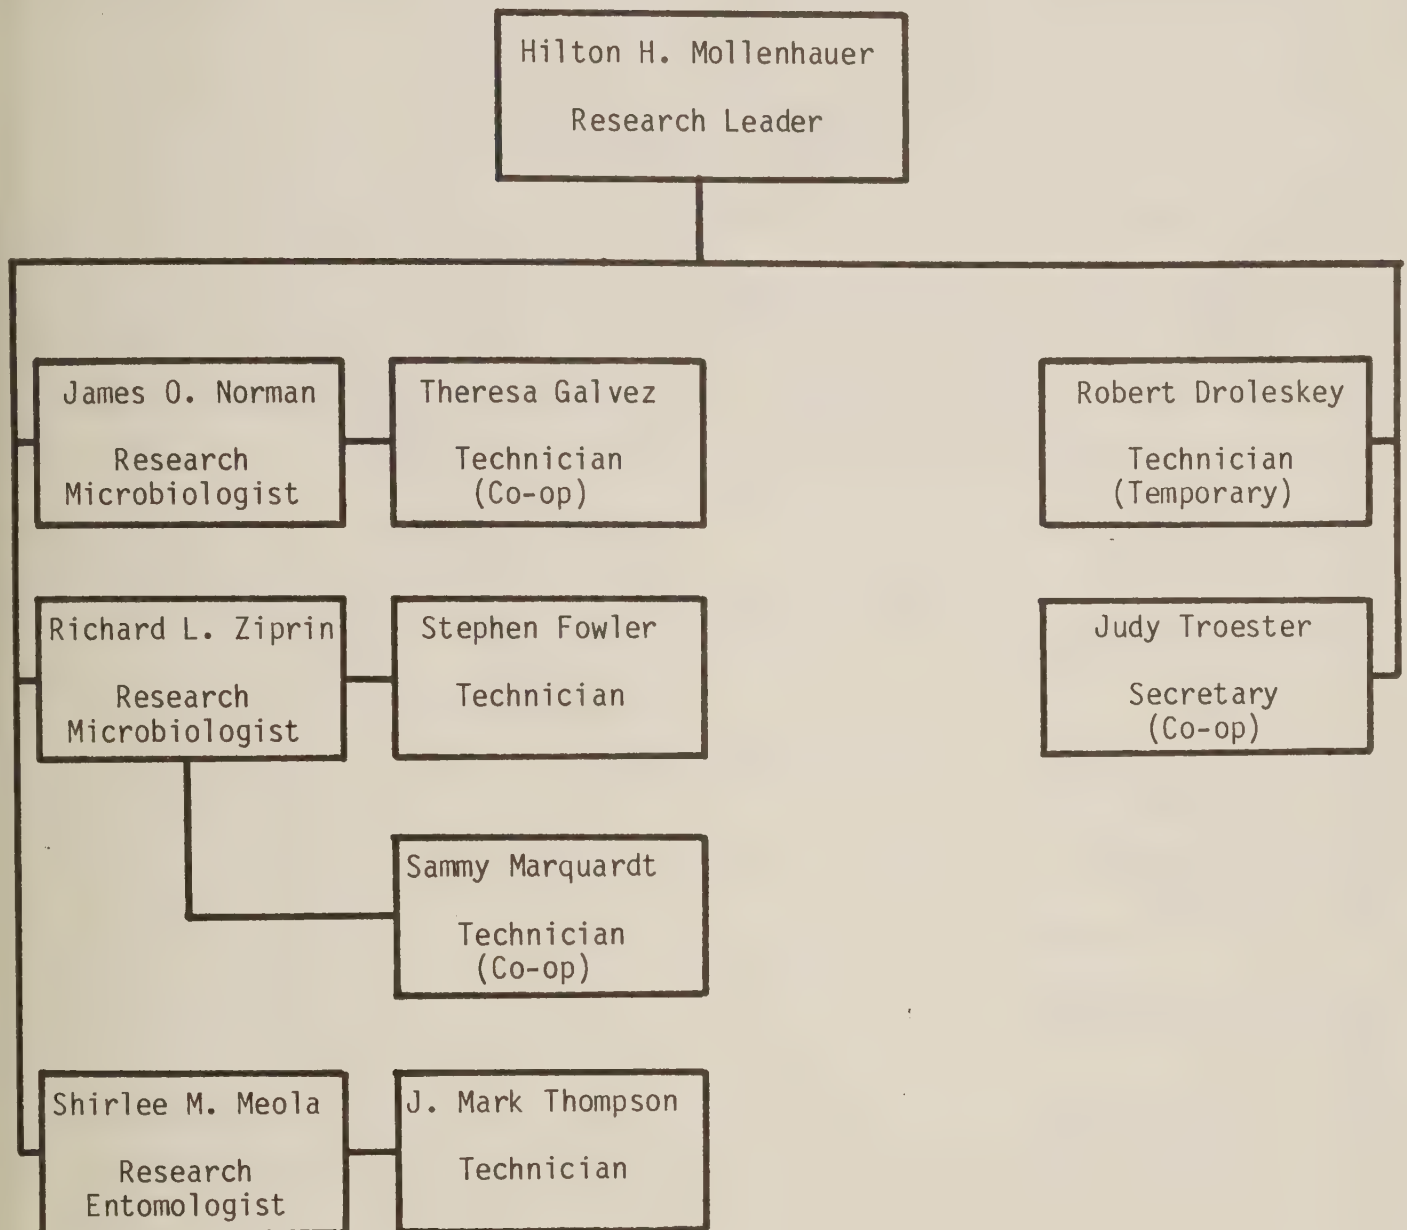 Hilton H. Mollenhauer
Research Leader
James O. Norman
Research
Microbiologist
Theresa Galvez
Technician
(Co-op)
Robert Droleskey
Technician
(Temporary)
Richard L. Ziprin
Research
Microbiologist
Stephen Fowler
Technician
Judy Troester
Secretary
(Co-op)
Sammy Marquardt
Technician
(Co-op)
Shirlee M. Meola
Research
Entomologist
J. Mark Thompson
Technician